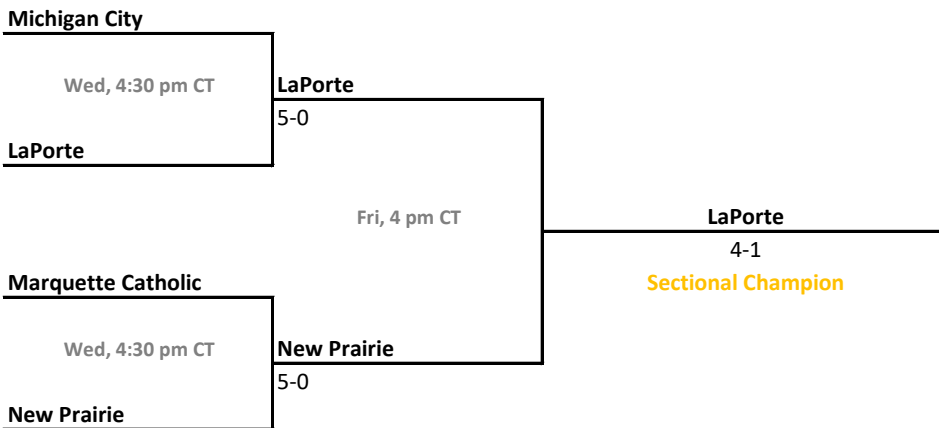 Michigan City
Wed, 4:30 pm CT
LaPorte
5-0
LaPorte
Fri, 4 pm CT
LaPorte
4-1
Sectional Champion
Marquette Catholic
Wed, 4:30 pm CT
New Prairie
5-0
New Prairie